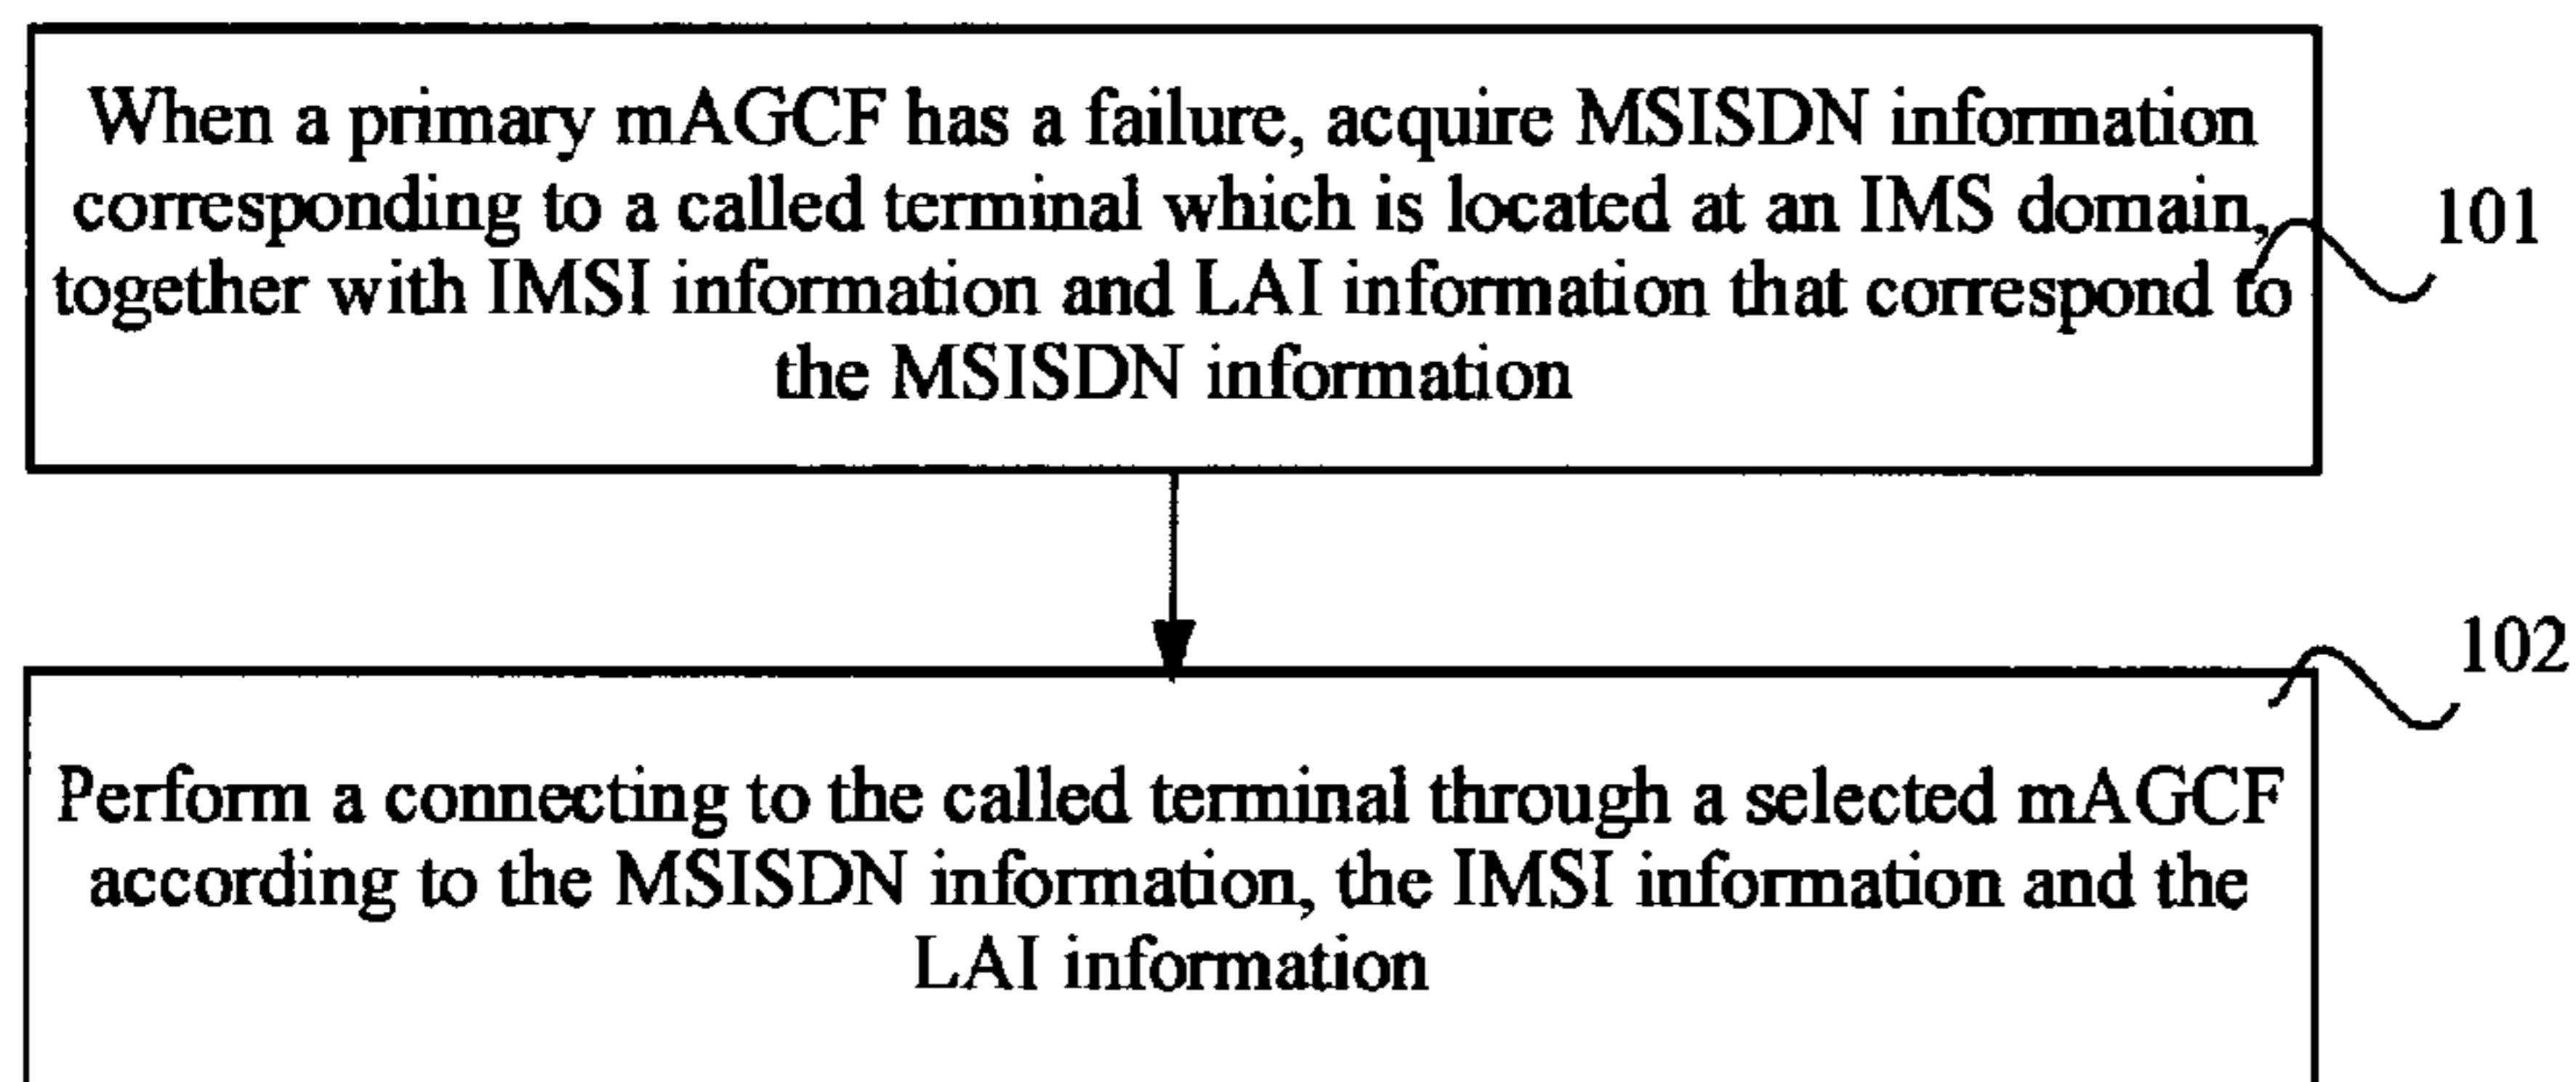 When a primary mAGCF has a failure, acquire MSISDN information
corresponding to a called terminal which is located at an IMS domain,
together with IMSI information and LAI information that correspond to
the MSISDN information
101
102
Perform a connecting to the called terminal through a selected mAGCF
according to the MSISDN information, the IMSI information and the
LAI information